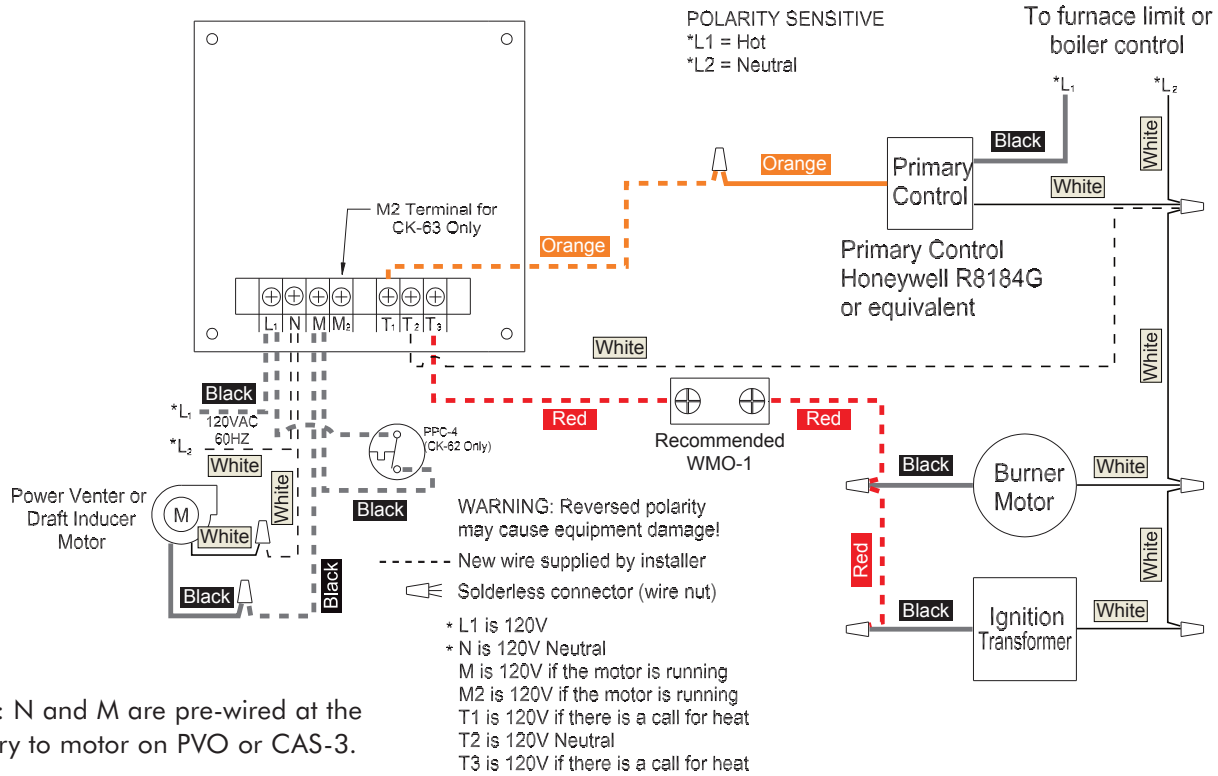 POLARITY SENSITIVE
*L1 = Hot
*L2 = Neutral
To furnace limit or
boiler control
*L₁
*L₂
Black
White
Orange
Primary
Control
White
M2 Terminal for
CK-63 Only
Orange
Primary Control
Honeywell R8184G
or equivalent
L₁ N M M₂ T₁ T₂ T₃
White
White
Black
*L₁
120VAC
60HZ
*L₂
White
White
PPC-4
(CK-62 Only)
Black
Red
Recommended
WMO-1
Red
Power Venter or
Draft Inducer
Motor
M
White
Black
Black
Black
Burner
Motor
White
White
Red
Black
Ignition
Transformer
White
WARNING: Reversed polarity
may cause equipment damage!
New wire supplied by installer
Solderless connector (wire nut)
* L1 is 120V
* N is 120V Neutral
M is 120V if the motor is running
M2 is 120V if the motor is running
T1 is 120V if there is a call for heat
T2 is 120V Neutral
T3 is 120V if there is a call for heat
: N and M are pre-wired at the
ry to motor on PVO or CAS-3.